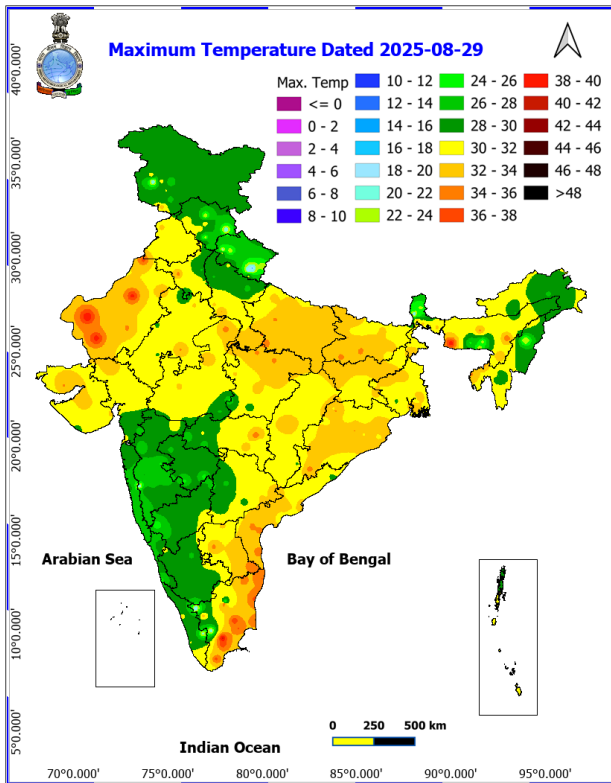 Maximum Temperature Dated 2025-08-29
Max. Temp
<= 0
0 - 2
2 - 4
4 - 6
6 - 8
8 - 10
10 - 12
12 - 14
14 - 16
16 - 18
18 - 20
20 - 22
22 - 24
24 - 26
26 - 28
28 - 30
30 - 32
32 - 34
34 - 36
36 - 38
38 - 40
40 - 42
42 - 44
44 - 46
46 - 48
>48
40°0.000'
35°0.000'
30°0.000'
25°0.000'
20°0.000'
15°0.000'
10°0.000'
5°0.000'
Arabian Sea
Bay of Bengal
0 250 500 km
Indian Ocean
70°0.000' 75°0.000' 80°0.000' 85°0.000' 90°0.000' 95°0.000'